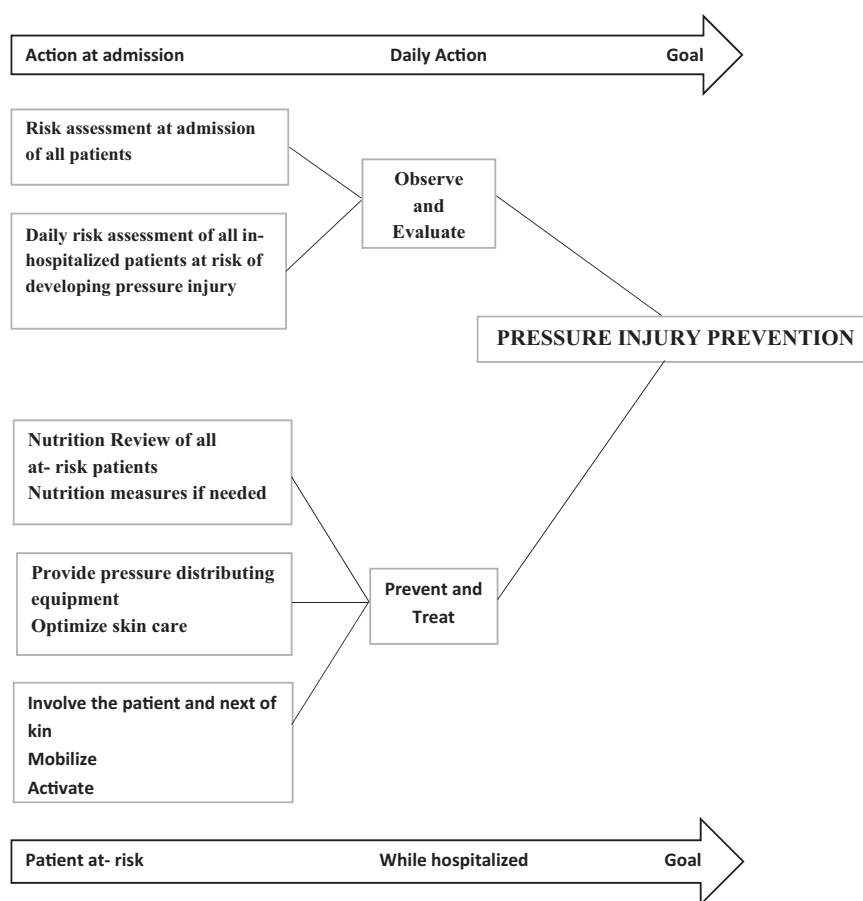 Action at admission Daily Action Goal
Risk assessment at admission
of all patients
Observe
and
Evaluate
Daily risk assessment of all in-
hospitalized patients at risk of
developing pressure injury
PRESSURE INJURY PREVENTION
Nutrition Review of all
at- risk patients
Nutrition measures if needed
Provide pressure distributing
equipment
Optimize skin care
Prevent and
Treat
Involve the patient and next of
kin
Mobilize
Activate
Patient at- risk While hospitalized Goal